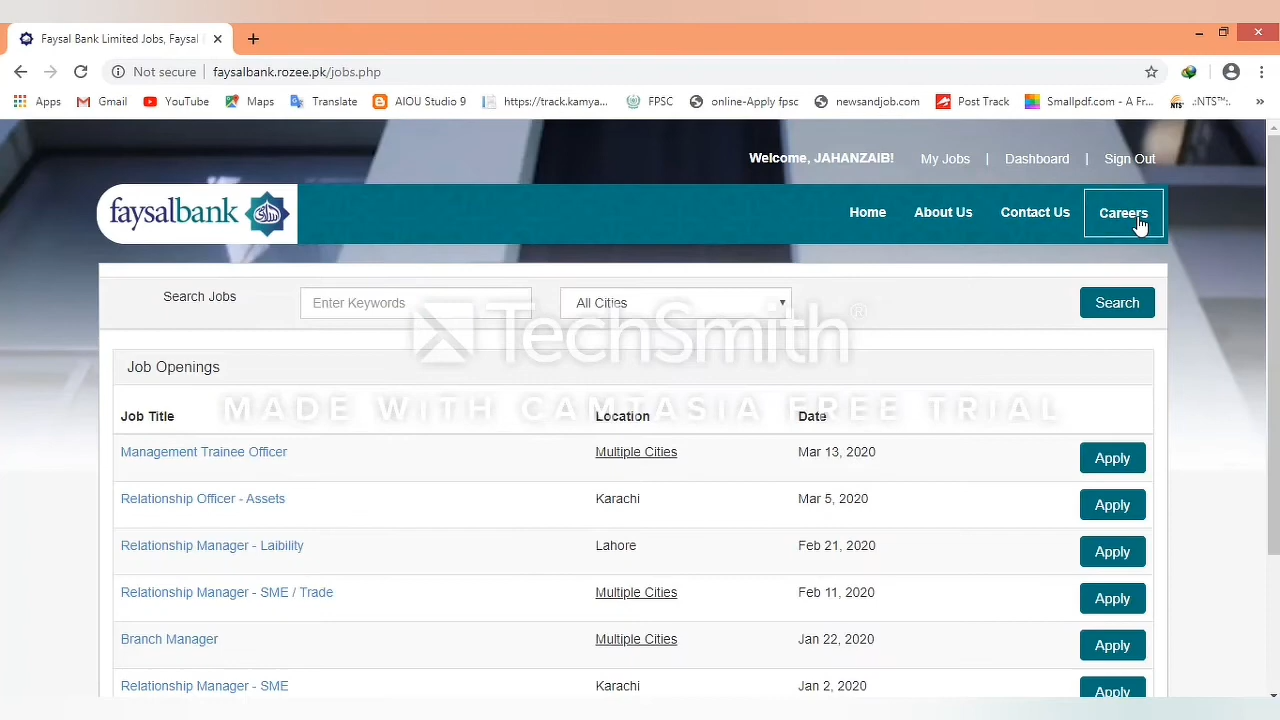 Faysal Bank Limited Jobs, Faysal
Not secure faysalbank.rozee.pk/jobs.php
Apps Gmail YouTube Maps Translate AIOU Studio 9 https://track.kamya... FPSC online-Apply fpsc newsandjob.com Post Track Smallpdf.com - A Fr... .:NTS™:. »
Welcome, JAHANZAIB! My Jobs | Dashboard | Sign Out
faysalbank Home About Us Contact Us Careers
Search Jobs Enter Keywords All Cities Search
TechSmith®
Job Openings
MADE WITH CAMTASIA FREE TRIAL
Job Title Location Date
Management Trainee Officer Multiple Cities Mar 13, 2020 Apply
Relationship Officer - Assets Karachi Mar 5, 2020 Apply
Relationship Manager - Laibility Lahore Feb 21, 2020 Apply
Relationship Manager - SME / Trade Multiple Cities Feb 11, 2020 Apply
Branch Manager Multiple Cities Jan 22, 2020 Apply
Relationship Manager - SME Karachi Jan 2, 2020 Apply